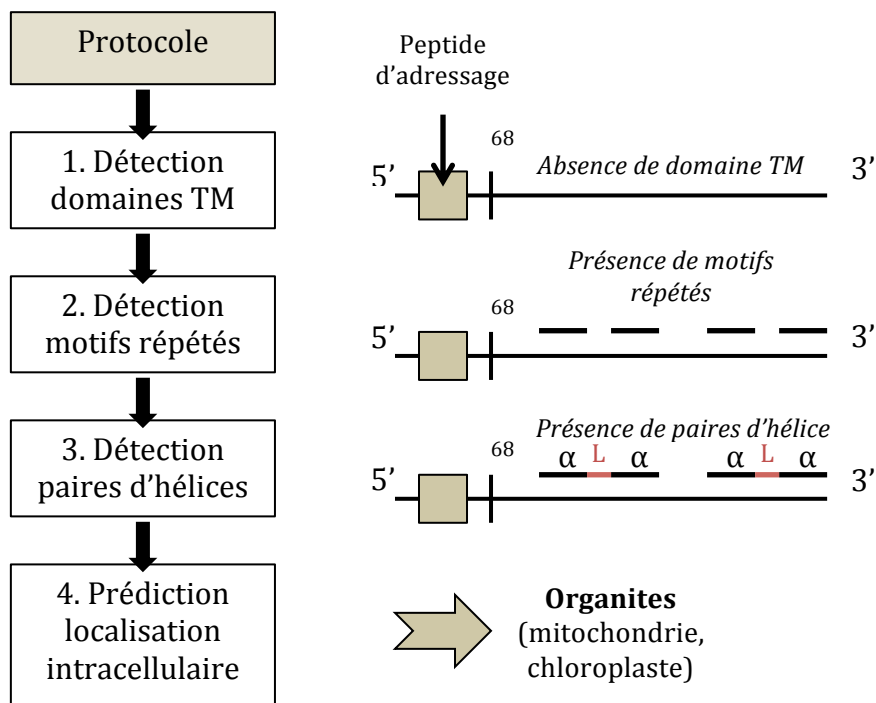 Protocole
1. Détection
domaines TM
2. Détection
motifs répétés
3. Détection
paires d'hélices
4. Prédiction
localisation
intracellulaire
Peptide
d'adressage
68
5'
Absence de domaine TM
3'
Présence de motifs
répétés
68
5'
3'
Présence de paires d'hélice
68
α L α α L α
5'
3'
Organites
(mitochondrie,
chloroplaste)